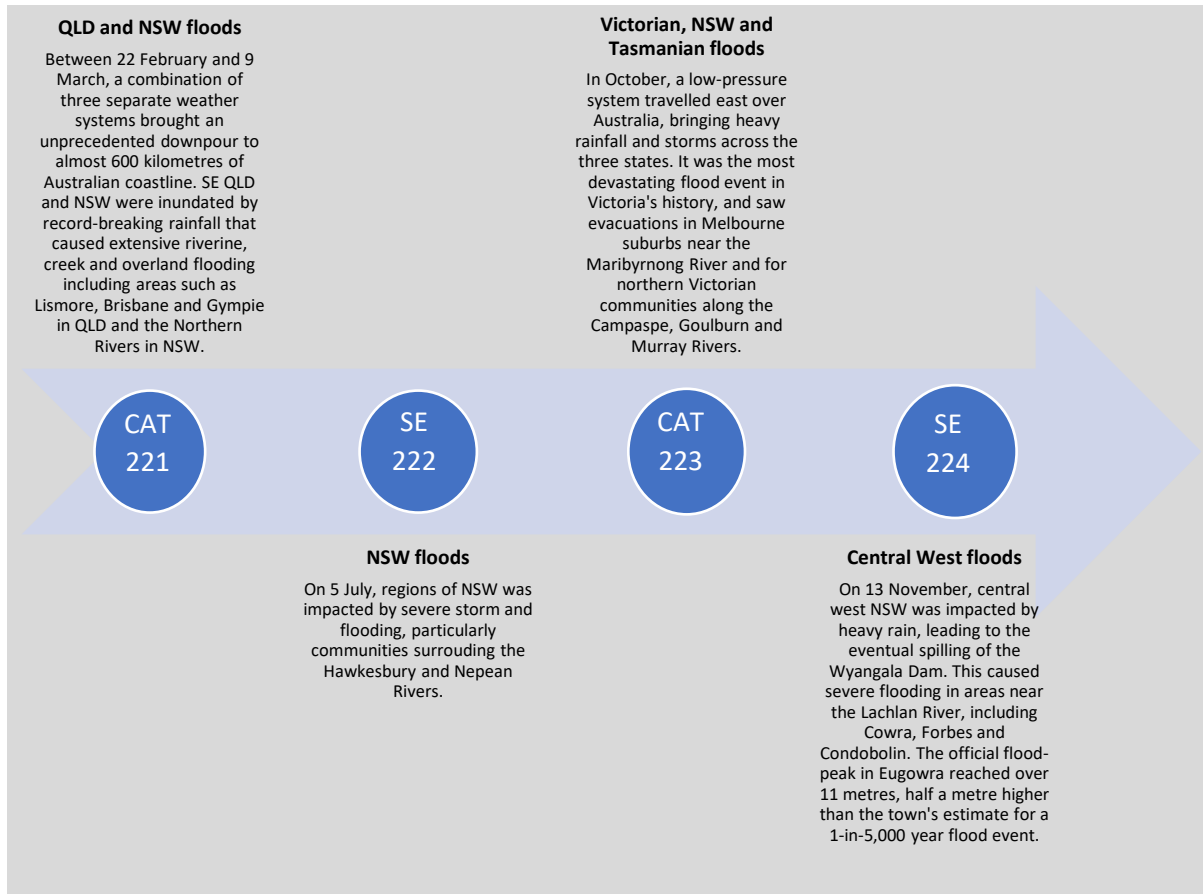 QLD and NSW floods
Between 22 February and 9
March, a combination of
three separate weather
systems brought an
unprecedented downpour to
almost 600 kilometres of
Australian coastline. SE QLD
and NSW were inundated by
record-breaking rainfall that
caused extensive riverine,
creek and overland flooding
including areas such as
Lismore, Brisbane and Gympie
in QLD and the Northern
Rivers in NSW.
Victorian, NSW and
Tasmanian floods
In October, a low-pressure
system travelled east over
Australia, bringing heavy
rainfall and storms across the
three states. It was the most
devastating flood event in
Victoria's history, and saw
evacuations in Melbourne
suburbs near the
Maribyrnong River and for
northern Victorian
communities along the
Campaspe, Goulburn and
Murray Rivers.
CAT
221
SE
222
CAT
223
SE
224
NSW floods
On 5 July, regions of NSW was
impacted by severe storm and
flooding, particularly
communities surrouding the
Hawkesbury and Nepean
Rivers.
Central West floods
On 13 November, central
west NSW was impacted by
heavy rain, leading to the
eventual spilling of the
Wyangala Dam. This caused
severe flooding in areas near
the Lachlan River, including
Cowra, Forbes and
Condobolin. The official flood-
peak in Eugowra reached over
11 metres, half a metre higher
than the town's estimate for a
1-in-5,000 year flood event.